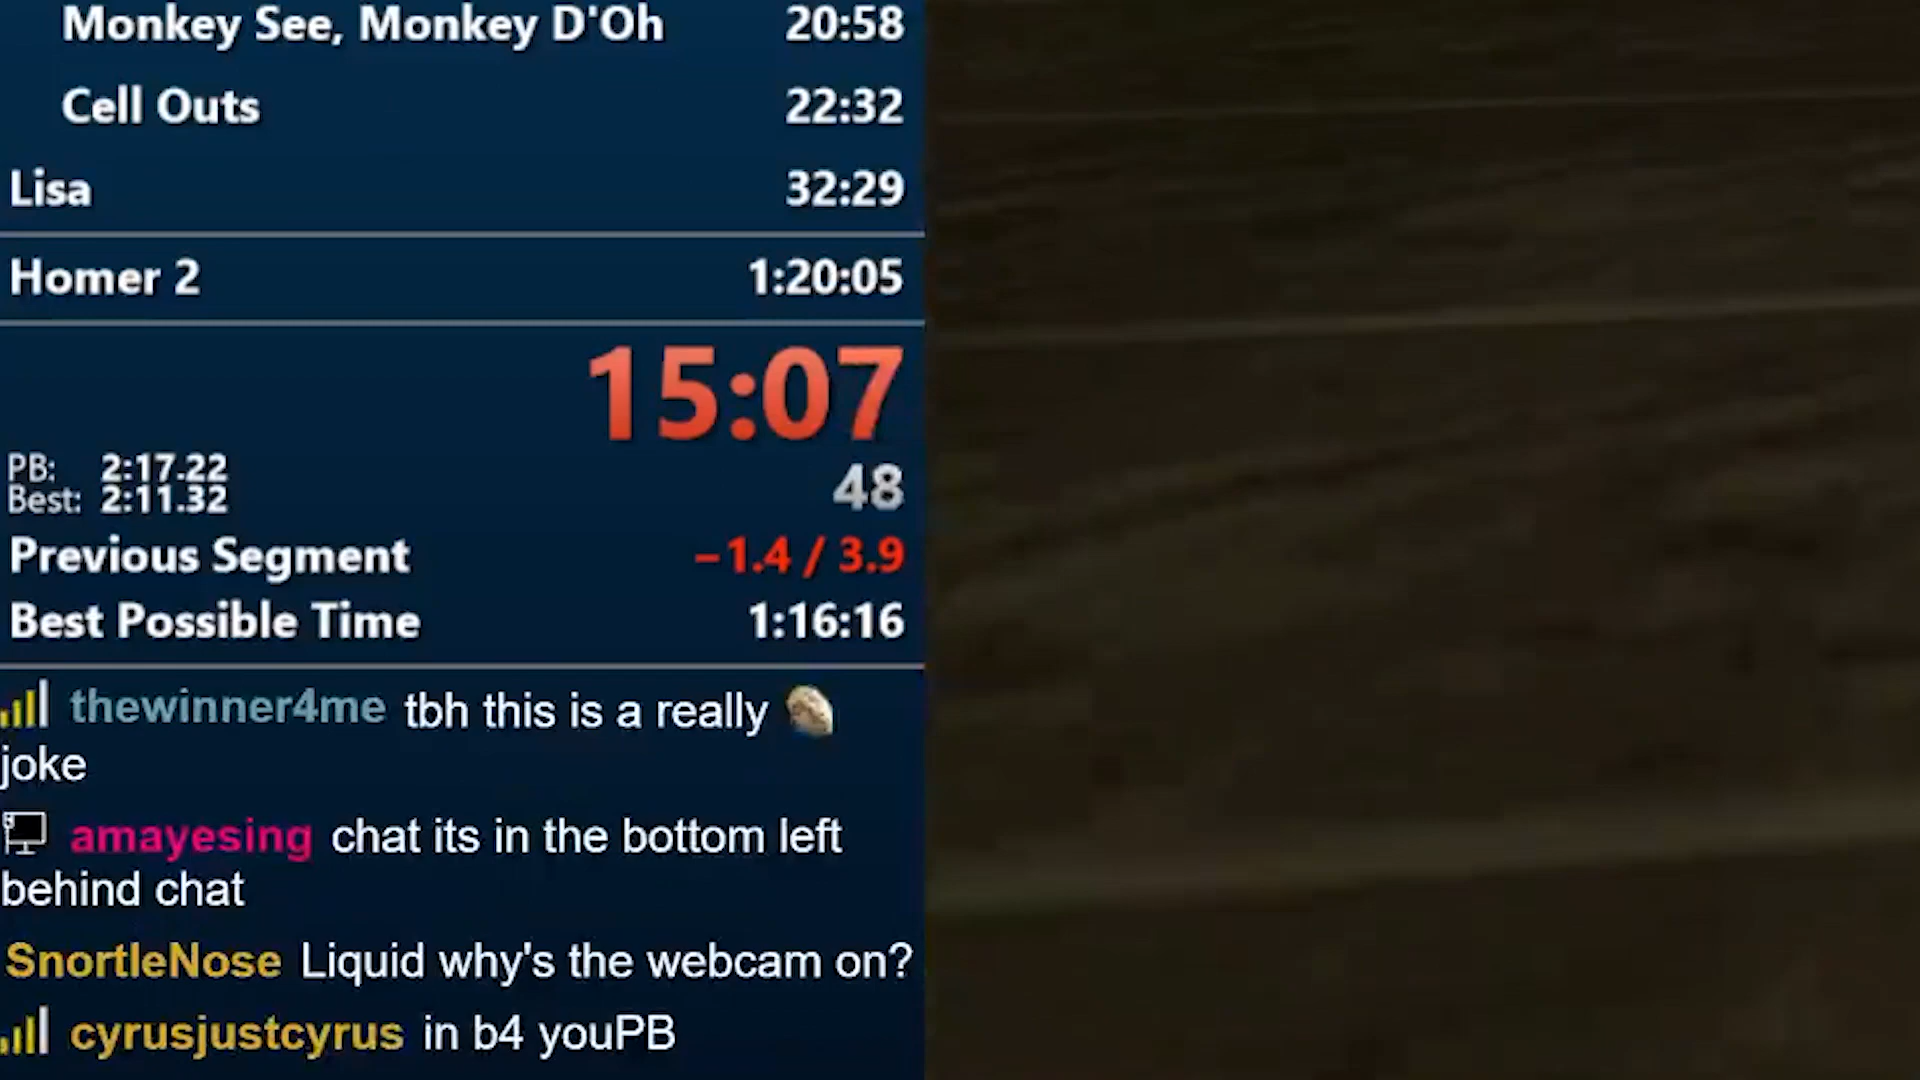 Monkey See, Monkey D'Oh 20:58
Cell Outs 22:32
Lisa 32:29
Homer 2 1:20:05
15:07
PB: 2:17.22
48
Best: 2:11.32
Previous Segment −1.4 / 3.9
Best Possible Time 1:16:16
thewinner4me tbh this is a really
joke
amayesing chat its in the bottom left
behind chat
SnortleNose Liquid why's the webcam on?
cyrusjustcyrus in b4 youPB